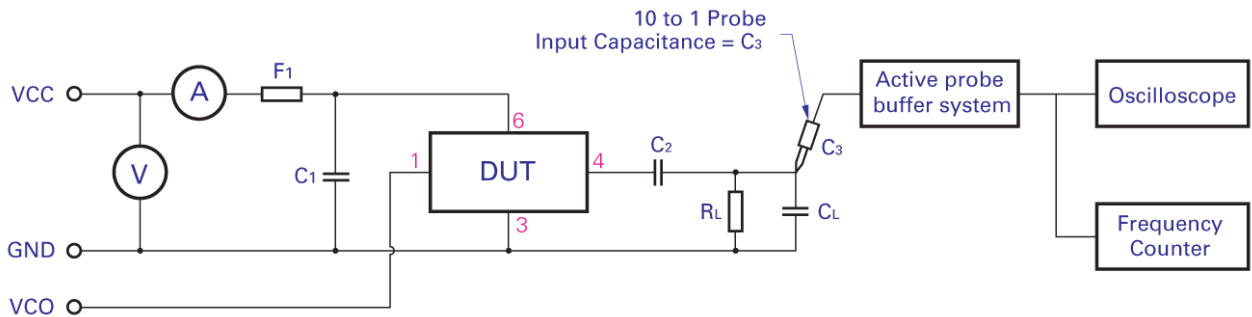 10 to 1 Probe
Input Capacitance = C3
VCC
A
F1
6
Active probe
buffer system
Oscilloscope
V
C1
1
DUT
4
C2
C3
RL
CL
3
GND
Frequency
Counter
VCO